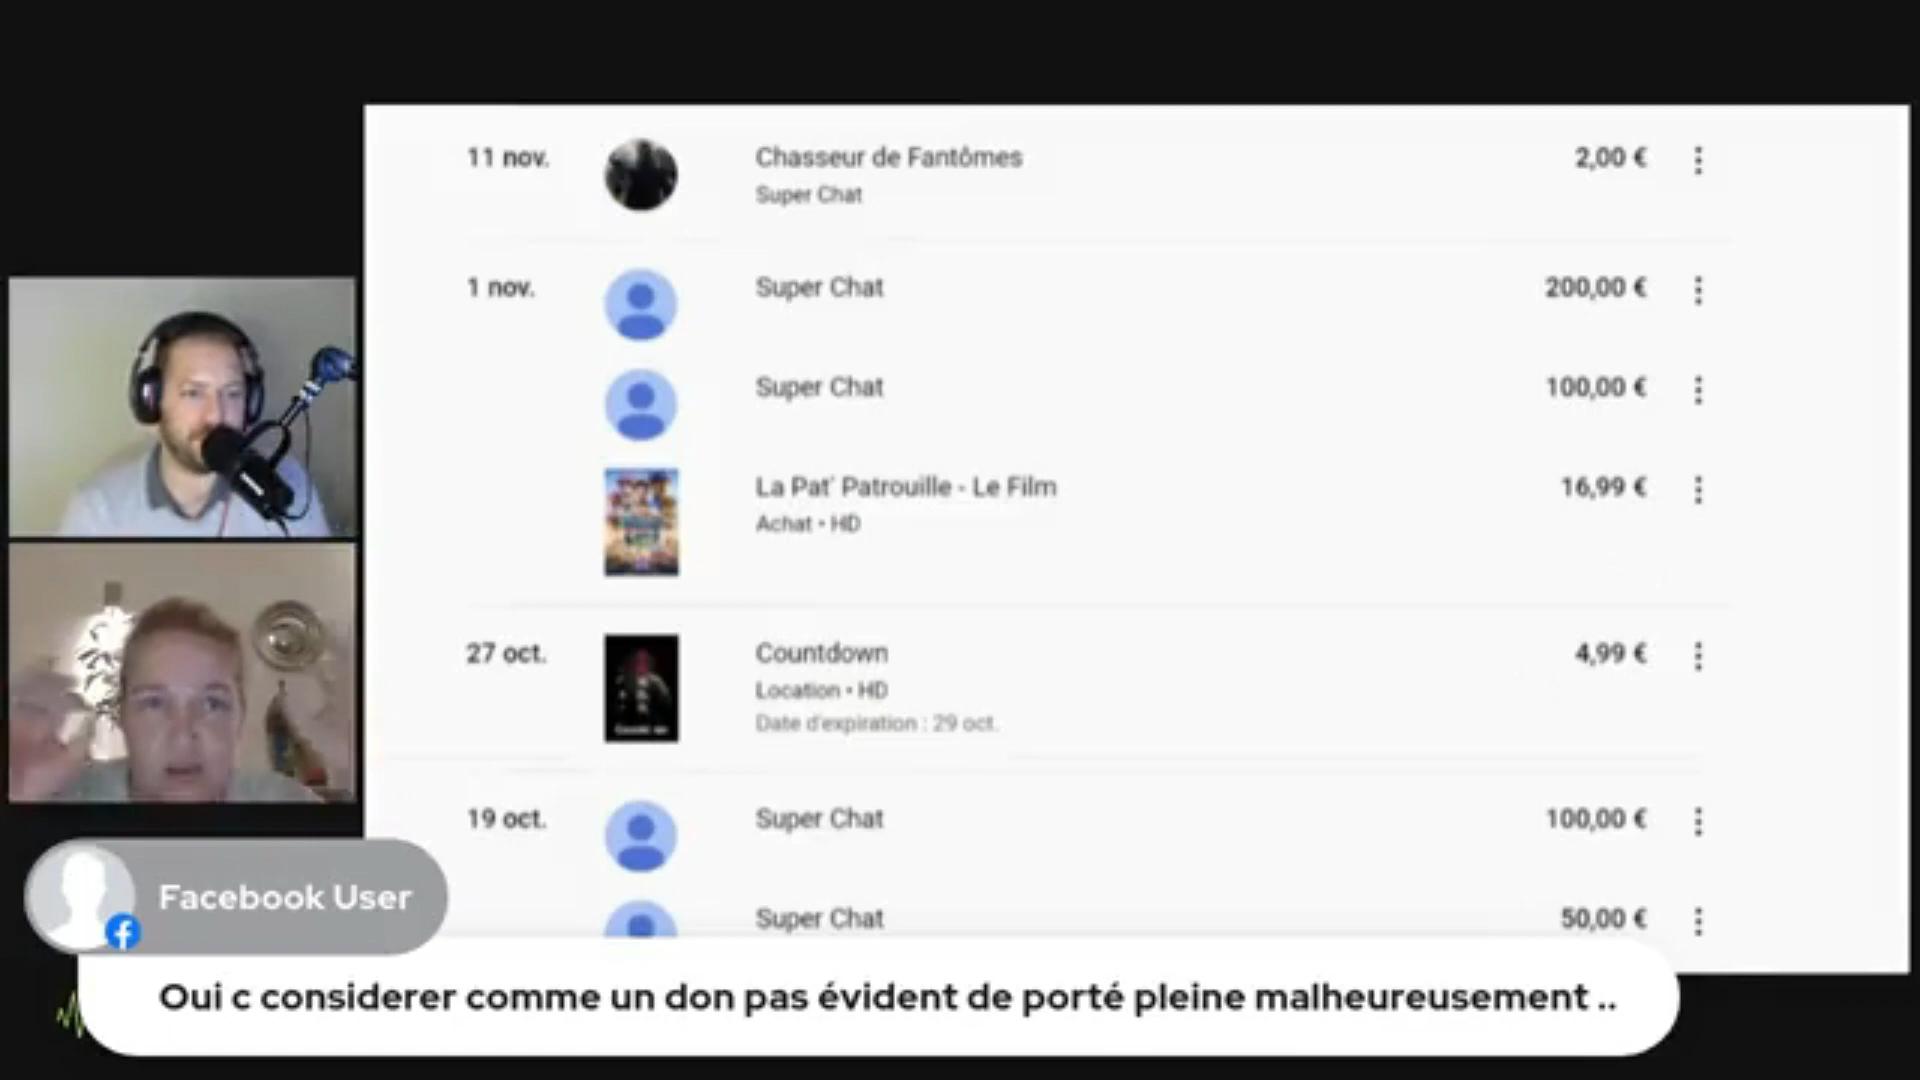 11 nov.
Chasseur de Fantômes
2,00 €
Super Chat
1 nov.
Super Chat
200,00 €
Super Chat
100,00 €
La Pat' Patrouille - Le Film
16,99 €
Achat • HD
27 oct.
Countdown
4,99 €
Location • HD
Date d'expiration : 29 oct.
19 oct.
Super Chat
100,00 €
Super Chat
50,00 €
Facebook User
Oui c considerer comme un don pas évident de porté pleine malheureusement ..